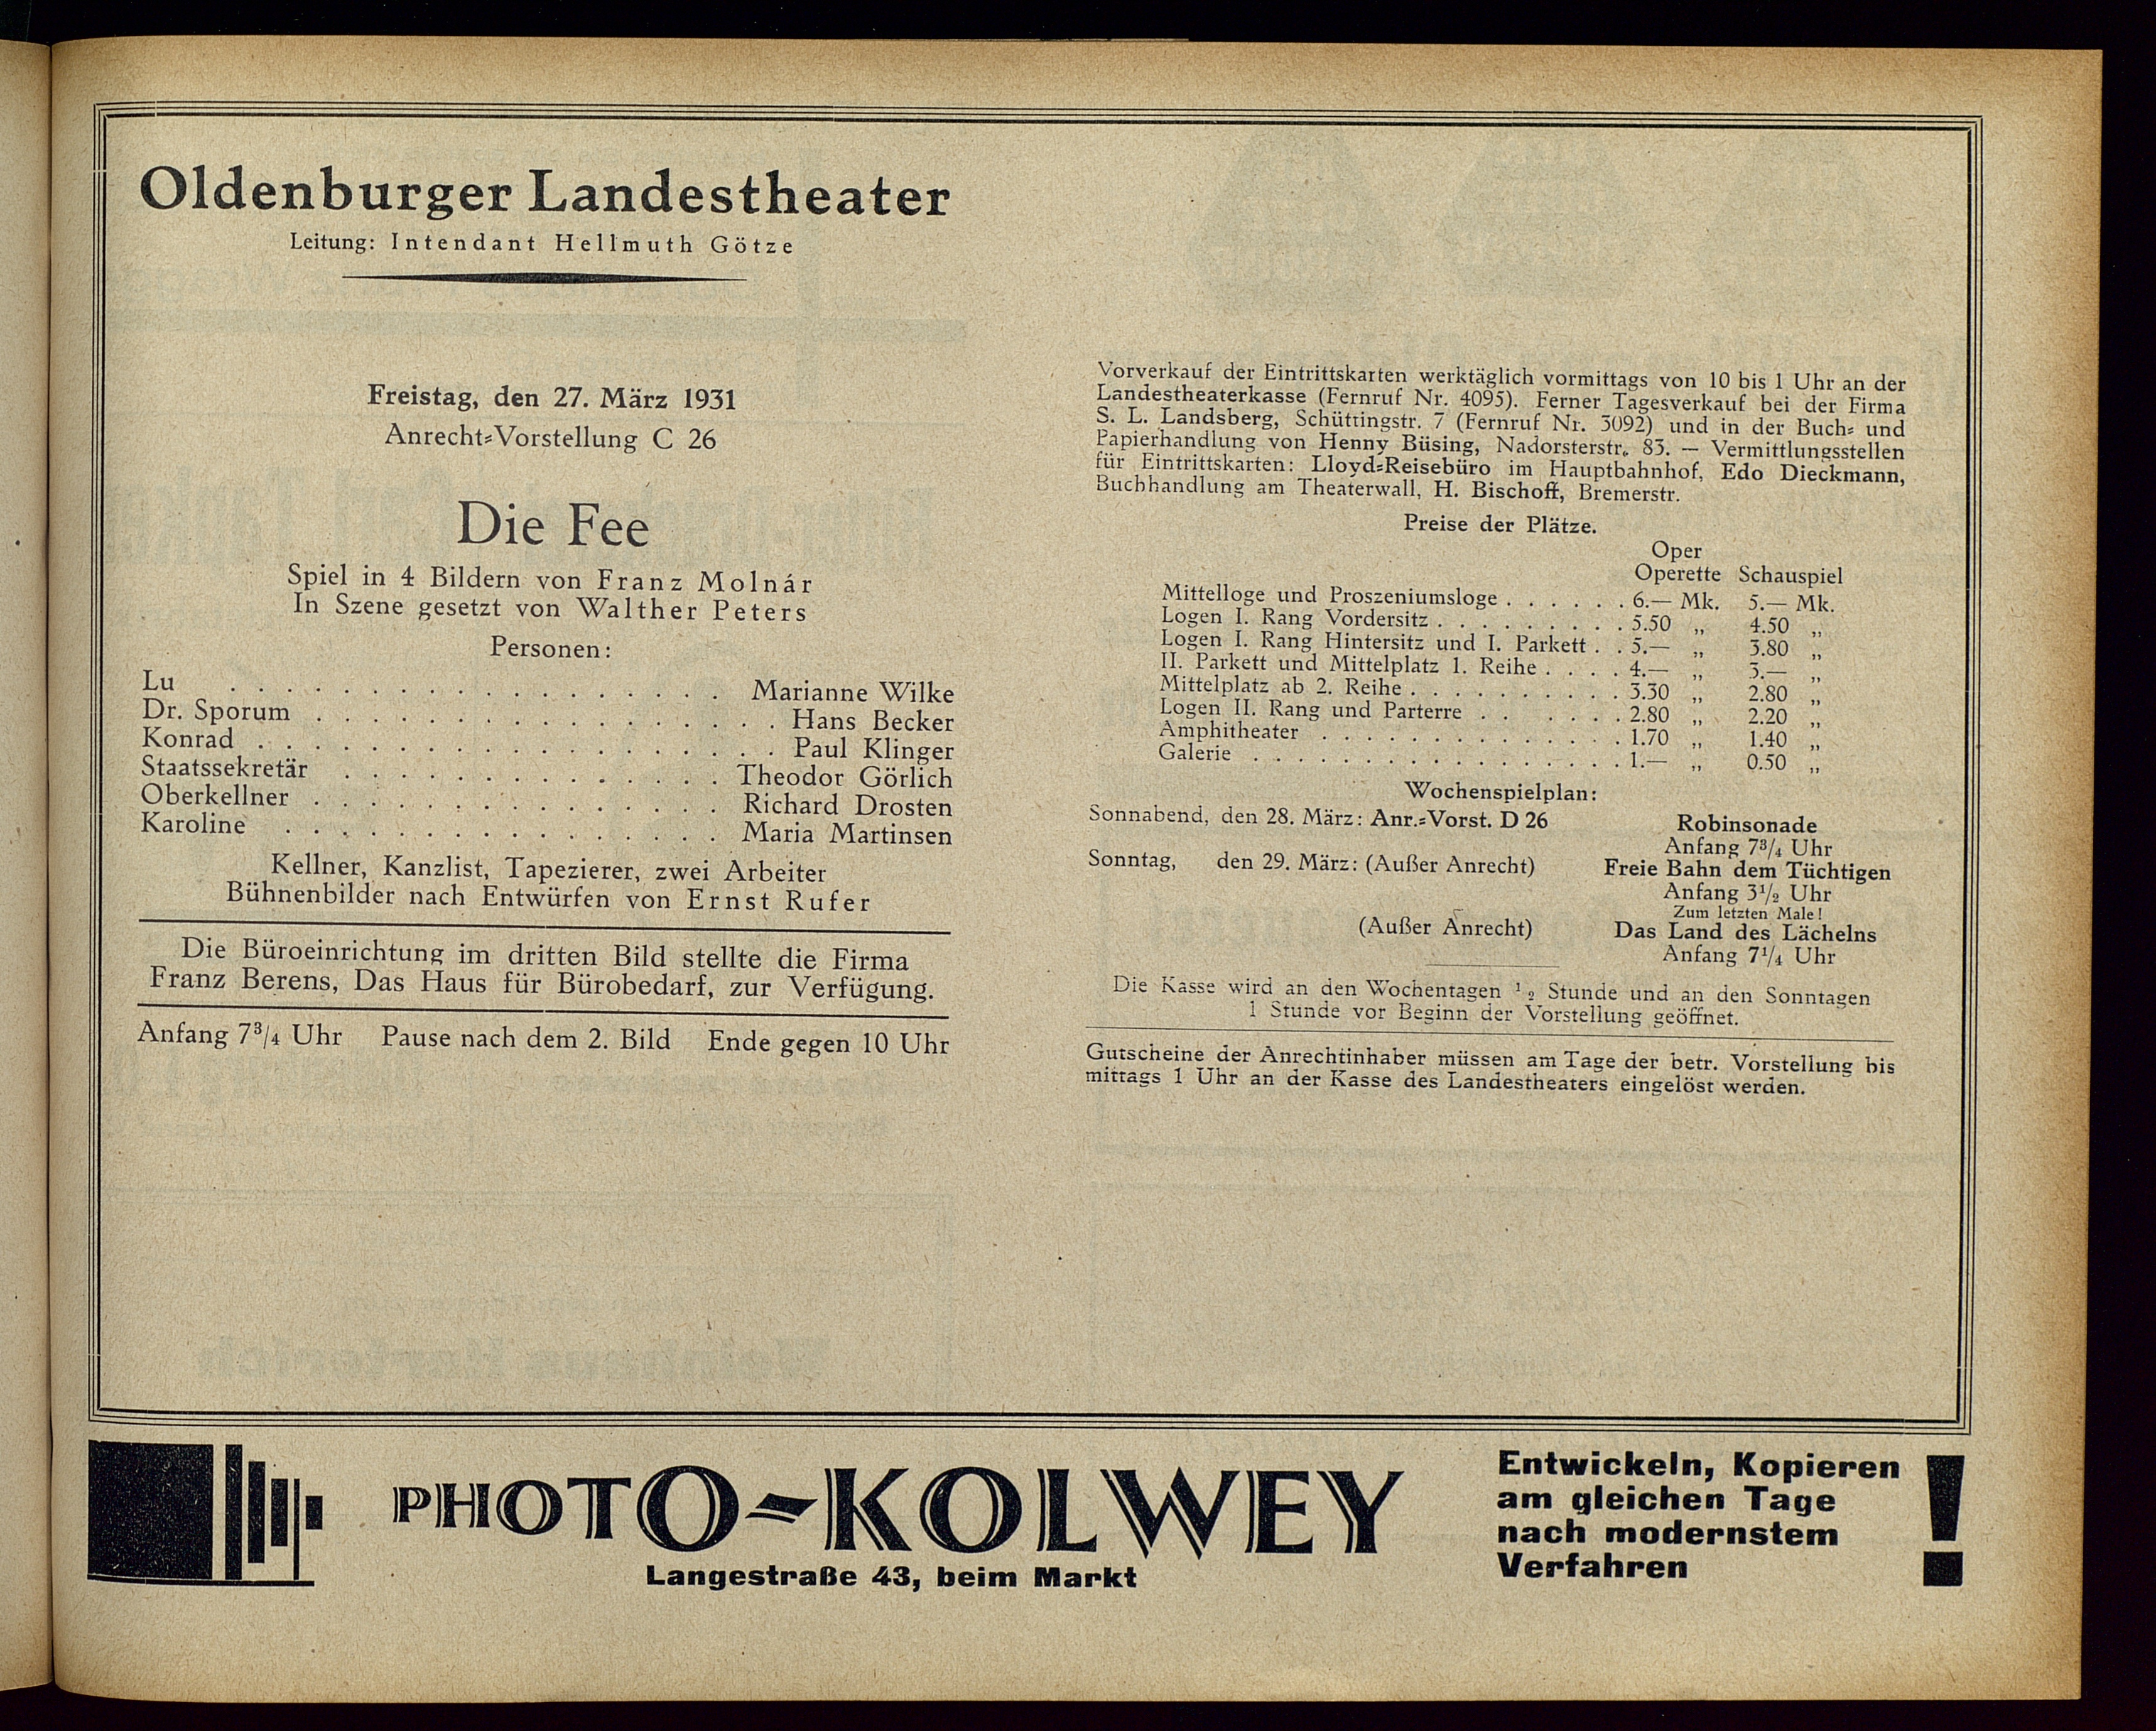 Oldenburger Landestheater
Leitung: Intendant Hellmuth Götze
Freistag, den 27. März 1931
Anrecht=Vorstellung C 26
Die Fee
Spiel in 4 Bildern von Franz Molnár
In Szene gesetzt von Walther Peters
Personen:
Lu . . . . . . . . . . . . . . . . . . Marianne Wilke
Dr. Sporum . . . . . . . . . . . . . . . . . Hans Becker
Konrad . . . . . . . . . . . . . . . . . . . Paul Klinger
Staatssekretär . . . . . . . . . . . . . . Theodor Görlich
Oberkellner . . . . . . . . . . . . . . . Richard Drosten
Karoline . . . . . . . . . . . . . . . . Maria Martinsen
Kellner, Kanzlist, Tapezierer, zwei Arbeiter
Bühnenbilder nach Entwürfen von Ernst Rufer
Die Büroeinrichtung im dritten Bild stellte die Firma
Franz Berens, Das Haus für Bürobedarf, zur Verfügung.
Anfang 7³/₄ Uhr Pause nach dem 2. Bild Ende gegen 10 Uhr
Vorverkauf der Eintrittskarten werktäglich vormittags von 10 bis 1 Uhr an der
Landestheaterkasse (Fernruf Nr. 4095). Ferner Tagesverkauf bei der Firma
S. L. Landsberg, Schüttingstr. 7 (Fernruf Nr. 3092) und in der Buch= und
Papierhandlung von Henny Büsing, Nadorsterstr. 83. — Vermittlungsstellen
für Eintrittskarten: Lloyd=Reisebüro im Hauptbahnhof, Edo Dieckmann,
Buchhandlung am Theaterwall, H. Bischoff, Bremerstr.
Preise der Plätze.
Oper
Operette Schauspiel
Mittelloge und Proszeniumsloge . . . . . . 6.— Mk. 5.— Mk.
Logen I. Rang Vordersitz . . . . . . . . . 5.50 „ 4.50 „
Logen I. Rang Hintersitz und I. Parkett . . 5.— „ 3.80 „
II. Parkett und Mittelplatz 1. Reihe . . . . 4.— „ 3.— „
Mittelplatz ab 2. Reihe . . . . . . . . . . 3.30 „ 2.80 „
Logen II. Rang und Parterre . . . . . . . 2.80 „ 2.20 „
Amphitheater . . . . . . . . . . . . . . 1.70 „ 1.40 „
Galerie . . . . . . . . . . . . . . . . . 1.— „ 0.50 „
Wochenspielplan:
Sonnabend, den 28. März: Anr.=Vorst. D 26 Robinsonade
Anfang 7³/₄ Uhr
Sonntag, den 29. März: (Außer Anrecht) Freie Bahn dem Tüchtigen
Anfang 3¹/₂ Uhr
Zum letzten Male!
(Außer Anrecht) Das Land des Lächelns
Anfang 7¹/₄ Uhr
Die Kasse wird an den Wochentagen ¹/₂ Stunde und an den Sonntagen
1 Stunde vor Beginn der Vorstellung geöffnet.
Gutscheine der Anrechtinhaber müssen am Tage der betr. Vorstellung bis
mittags 1 Uhr an der Kasse des Landestheaters eingelöst werden.
PHOTO=KOLWEY
Langestraße 43, beim Markt
Entwickeln, Kopieren
am gleichen Tage
nach modernstem
Verfahren !